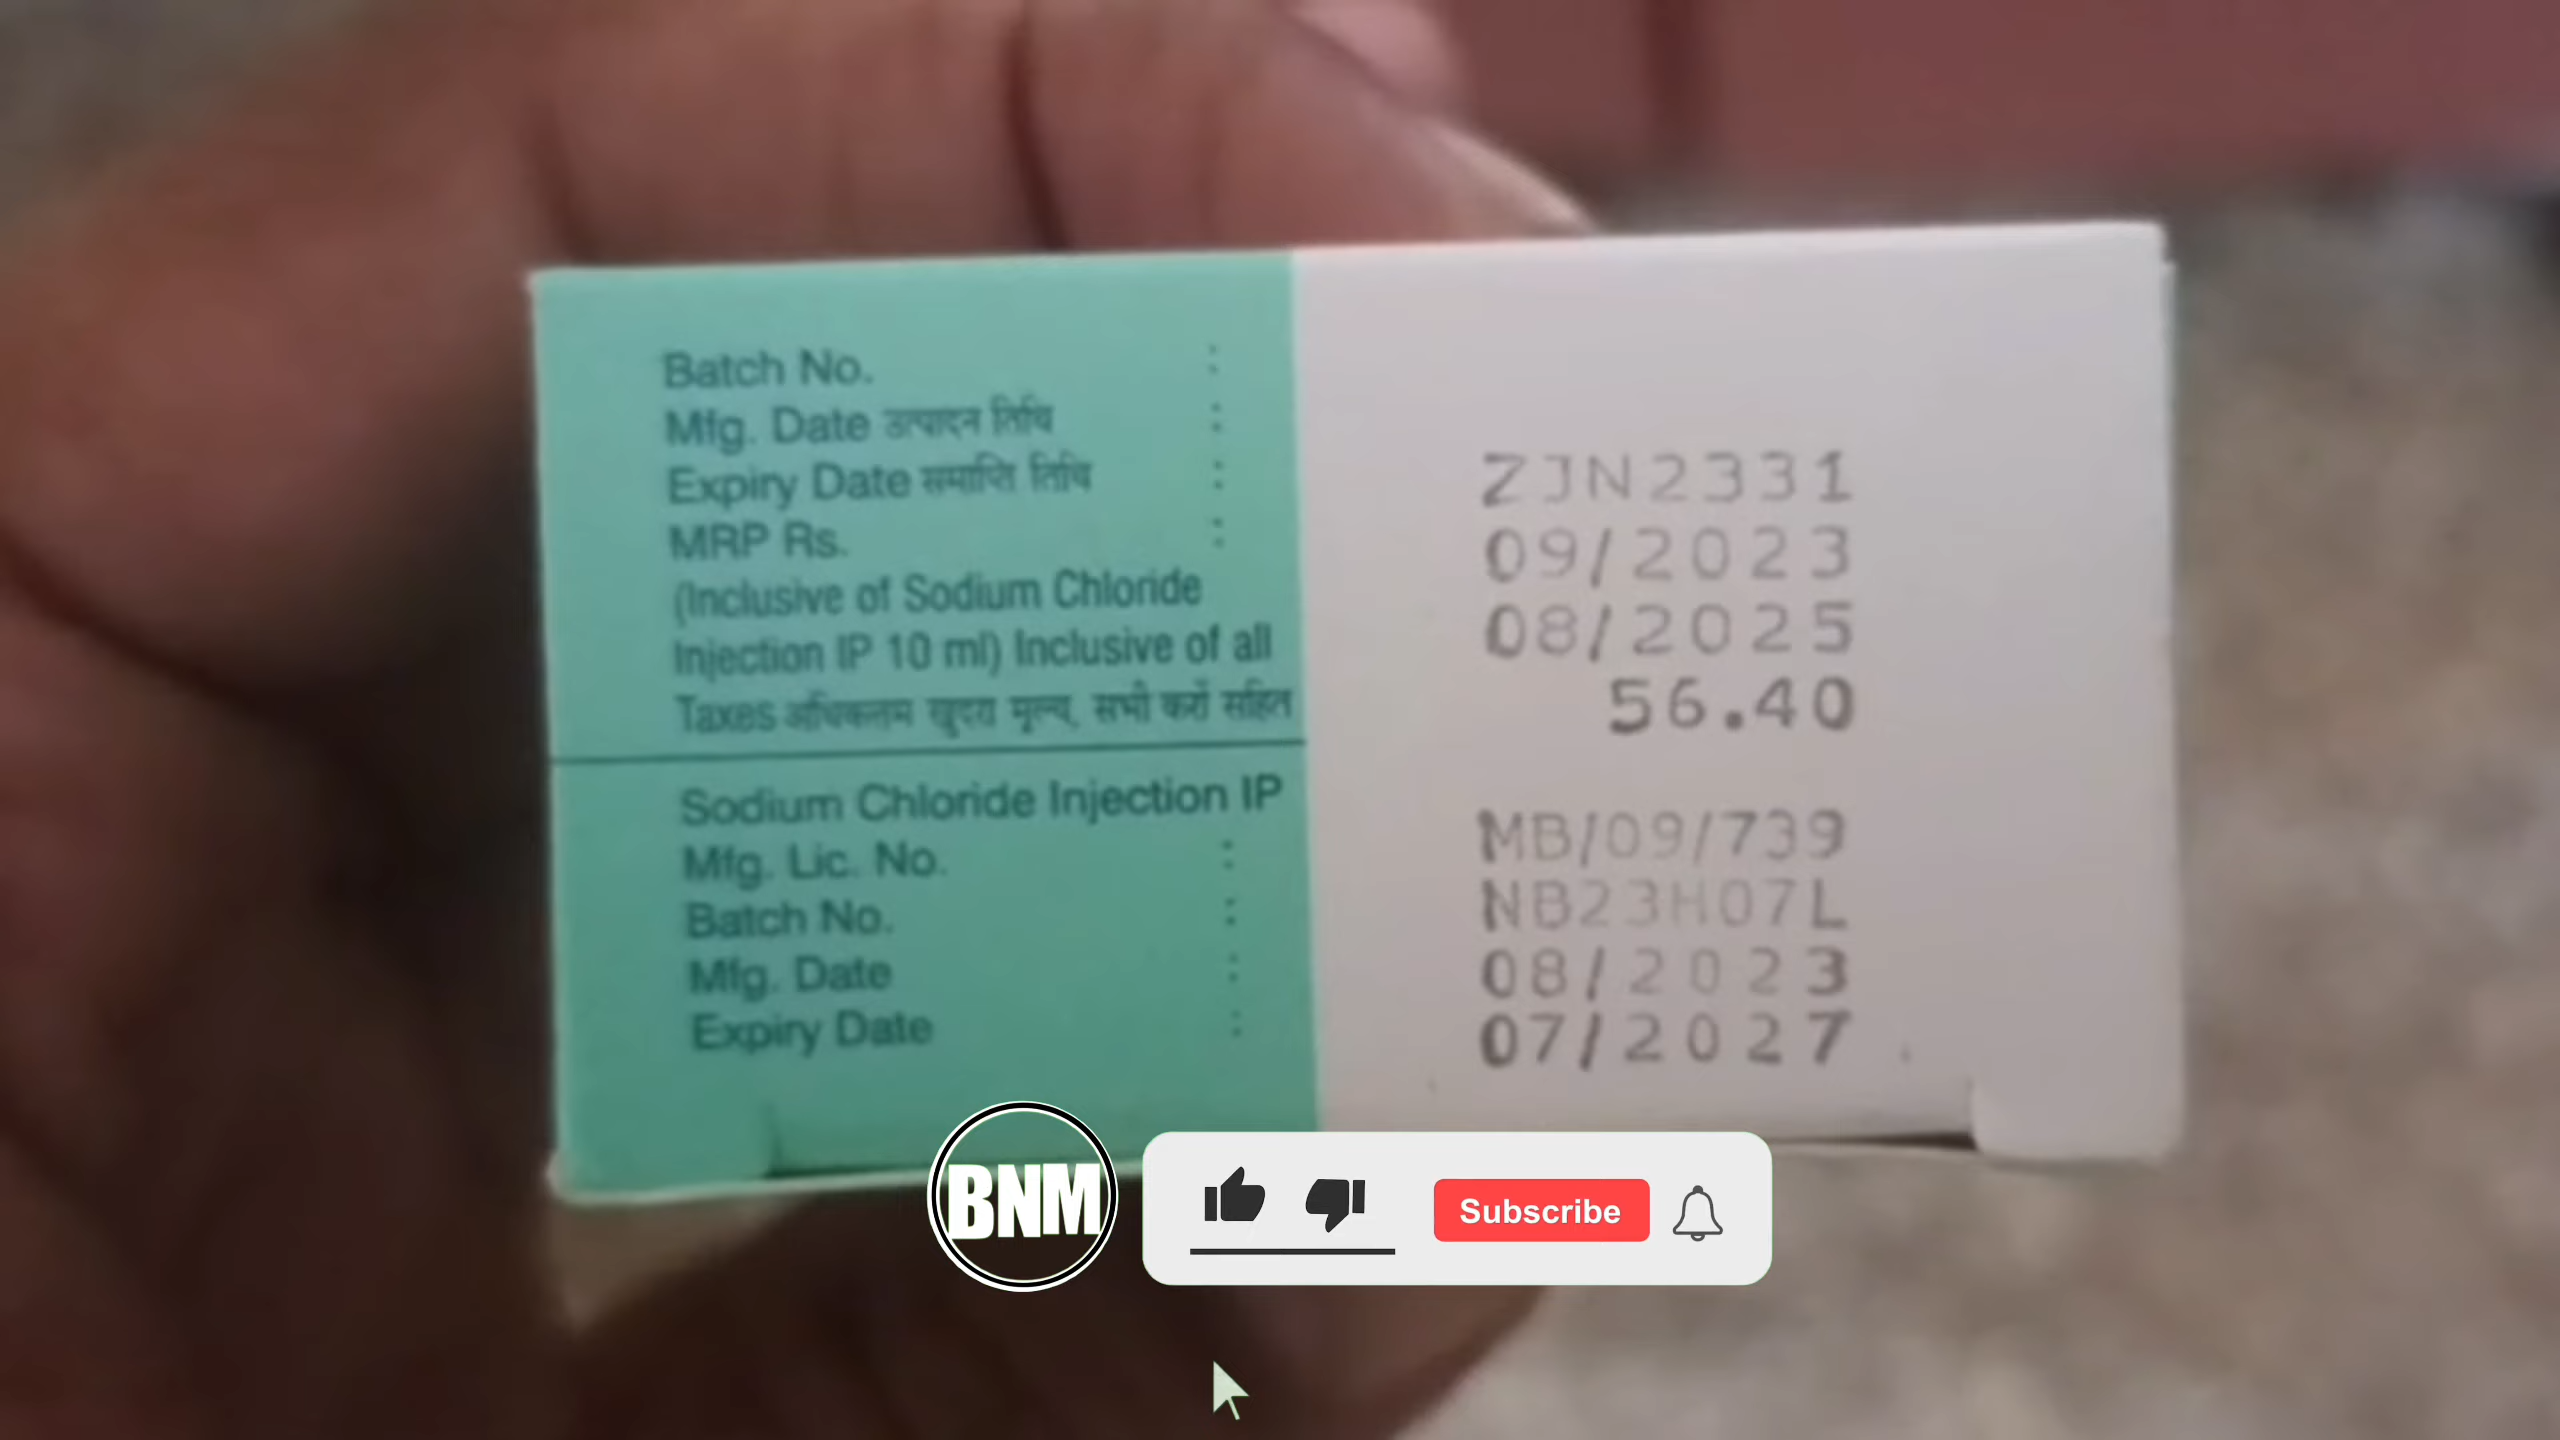 Batch No. :
Mfg. Date उत्पादन तिथि :
Expiry Date समाप्ति तिथि :
MRP Rs. :
(Inclusive of Sodium Chloride
Injection IP 10 ml) Inclusive of all
Taxes अधिकतम खुदरा मूल्य, सभी करों सहित
ZJN2331
09/2023
08/2025
56.40
Sodium Chloride Injection IP
Mfg. Lic. No. :
Batch No. :
Mfg. Date :
Expiry Date :
MB/09/739
NB23H07L
08/2023
07/2027
BNM
Subscribe